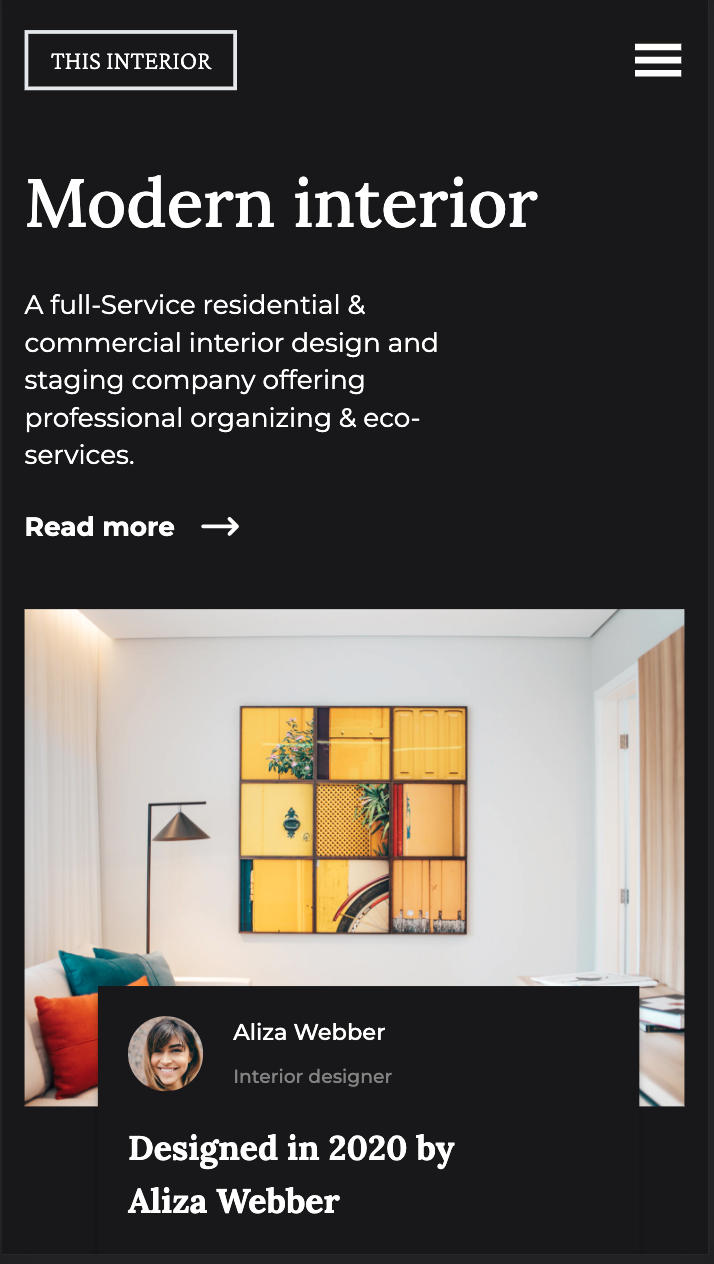 THIS INTERIOR
Modern interior
A full-Service residential &
commercial interior design and
staging company offering
professional organizing & eco-
services.
Read more
Aliza Webber
Interior designer
Designed in 2020 by
Aliza Webber